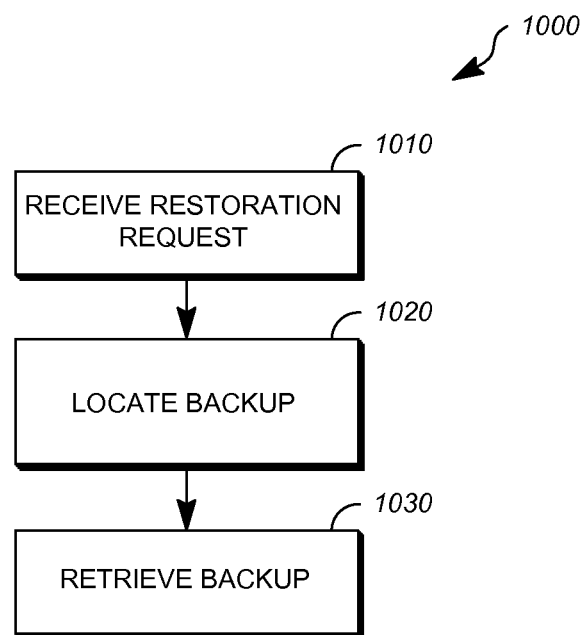 1000
1010
RECEIVE RESTORATION
REQUEST
1020
LOCATE BACKUP
1030
RETRIEVE BACKUP